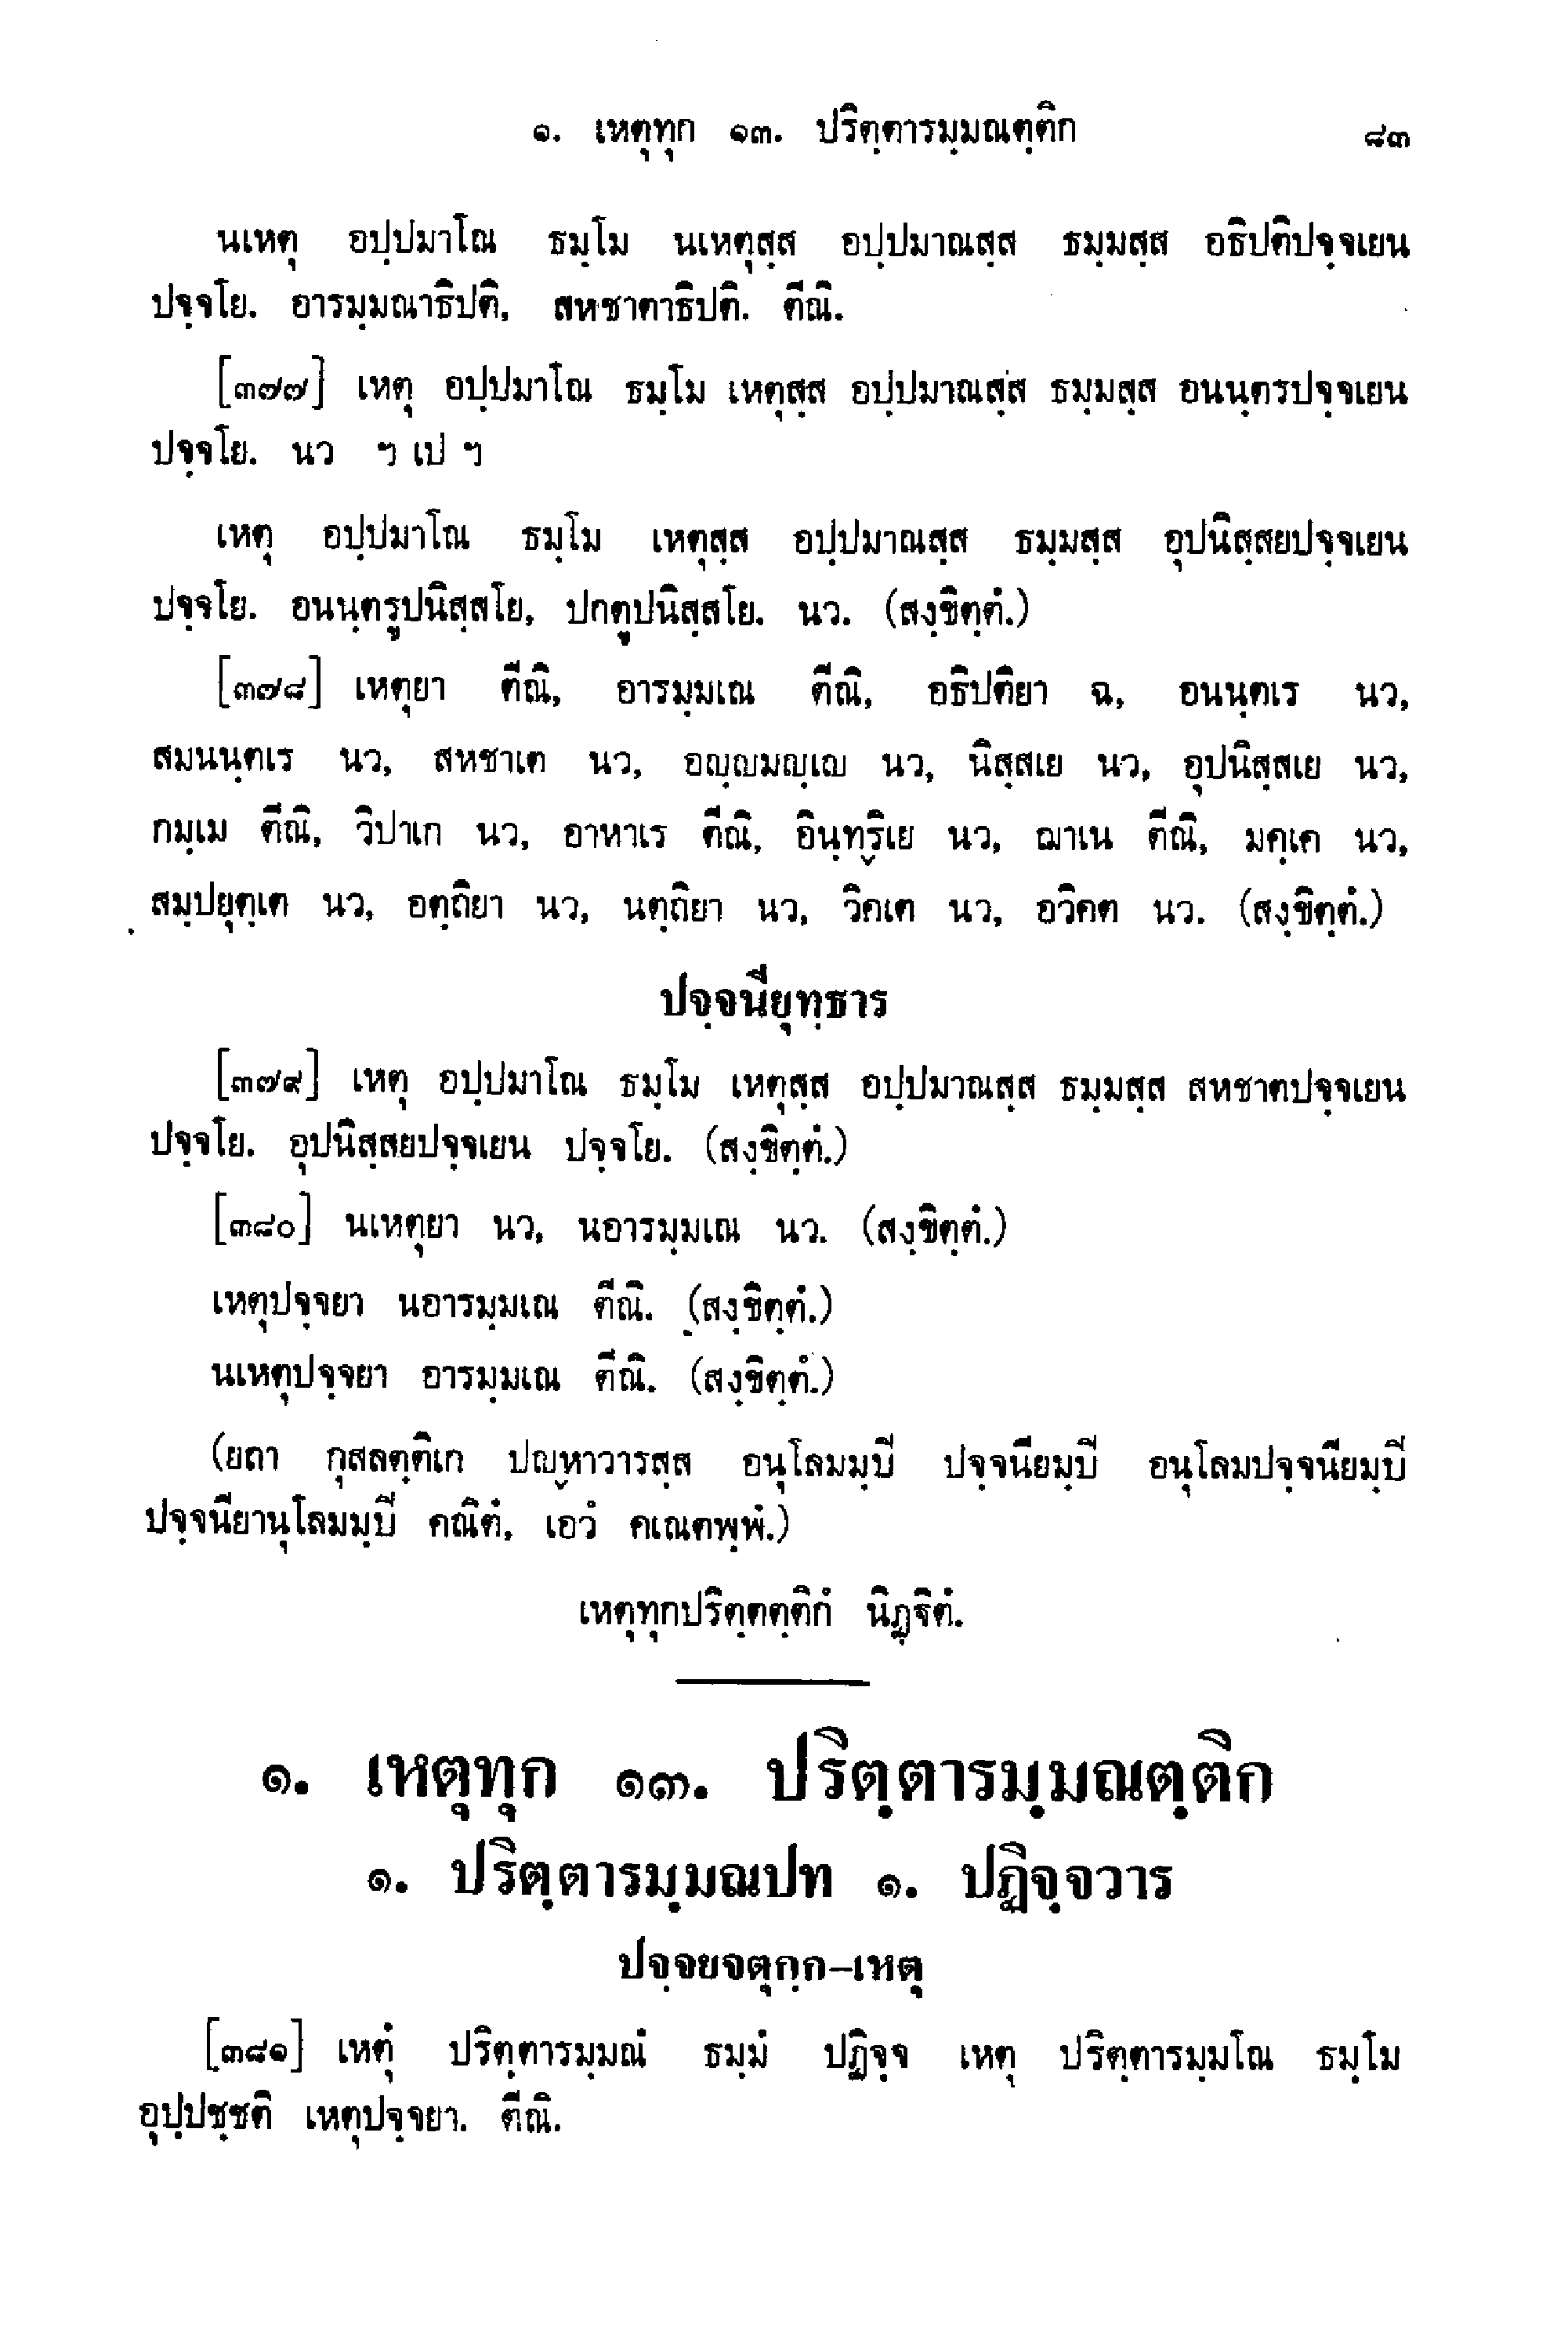 ๑. เหตุทุก ๑๓. ปริตฺตารมฺมณตฺติก ๘๓
นเหตุ อปฺปมาโณ ธมฺโม นเหตุสฺส อปฺปมาณสฺส ธมฺมสฺส อธิปติปจฺจเยน
ปจฺจโย. อารมฺมณาธิปติ, สหชาตาธิปติ. ตีณิ.
[๓๗๗] เหตุ อปฺปมาโณ ธมฺโม เหตุสฺส อปฺปมาณสฺส ธมฺมสฺส อนนฺตรปจฺจเยน
ปจฺจโย. นว ฯ เป ฯ
เหตุ อปฺปมาโณ ธมฺโม เหตุสฺส อปฺปมาณสฺส ธมฺมสฺส อุปนิสฺสยปจฺจเยน
ปจฺจโย. อนนฺตรูปนิสฺสโย, ปกตูปนิสฺสโย. นว. (สงฺขิตฺตํ.)
[๓๗๘] เหตุยา ตีณิ, อารมฺมเณ ตีณิ, อธิปติยา ฉ, อนนฺตเร นว,
สมนนฺตเร นว, สหชาเต นว, อญฺญมญฺเญ นว, นิสฺสเย นว, อุปนิสฺสเย นว,
กมฺเม ตีณิ, วิปาเก นว, อาหาเร ตีณิ, อินฺทฺริเย นว, ฌาเน ตีณิ, มคฺเค นว,
สมฺปยุตฺเต นว, อตฺถิยา นว, นตฺถิยา นว, วิคเต นว, อวิคต นว. (สงฺขิตฺตํ.)
ปจฺจนียุทฺธาร
[๓๗๙] เหตุ อปฺปมาโณ ธมฺโม เหตุสฺส อปฺปมาณสฺส ธมฺมสฺส สหชาตปจฺจเยน
ปจฺจโย. อุปนิสฺสยปจฺจเยน ปจฺจโย. (สงฺขิตฺตํ.)
[๓๘๐] นเหตุยา นว, นอารมฺมเณ นว. (สงฺขิตฺตํ.)
เหตุปจฺจยา นอารมฺมเณ ตีณิ. (สงฺขิตฺตํ.)
นเหตุปจฺจยา อารมฺมเณ ตีณิ. (สงฺขิตฺตํ.)
(ยถา กุสลตฺติเก ปญฺหาวารสฺส อนุโลมมฺปิ ปจฺจนียมฺปิ อนุโลมปจฺจนียมฺปิ
ปจฺจนียานุโลมมฺปิ คณิตํ, เอวํ คเณตพฺพํ.)
เหตุทุกปริตฺตตฺติกํ นิฏฺฐิตํ.
๑. เหตุทุก ๑๓. ปริตฺตารมฺมณตฺติก
๑. ปริตฺตารมฺมณปท ๑. ปฏิจฺจวาร
ปจฺจยจตุกฺก-เหตุ
[๓๘๑] เหตุํ ปริตฺตารมฺมณํ ธมฺมํ ปฏิจฺจ เหตุ ปริตฺตารมฺมโณ ธมฺโม
อุปฺปชฺชติ เหตุปจฺจยา. ตีณิ.